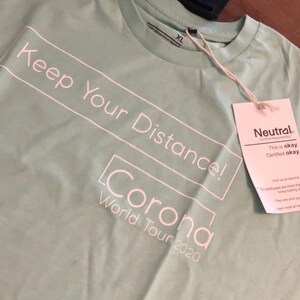 XL
Keep Your Distance!
Corona
World Tour 2020
Neutral®
This is okay
Certified okay